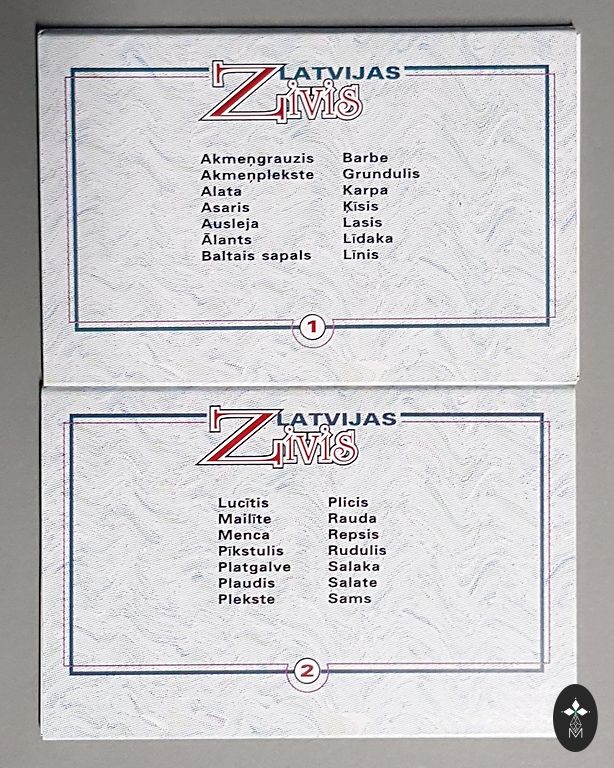 LATVIJAS
Zivis
Akmeņgrauzis
Akmeņplekste
Alata
Asaris
Ausleja
Ālants
Baltais sapals
Barbe
Grundulis
Karpa
Ķīsis
Lasis
Līdaka
Līnis
1
LATVIJAS
Zivis
Lucītis
Mailīte
Menca
Pīkstulis
Platgalve
Plaudis
Plekste
Plicis
Rauda
Repsis
Rudulis
Salaka
Salate
Sams
2
M